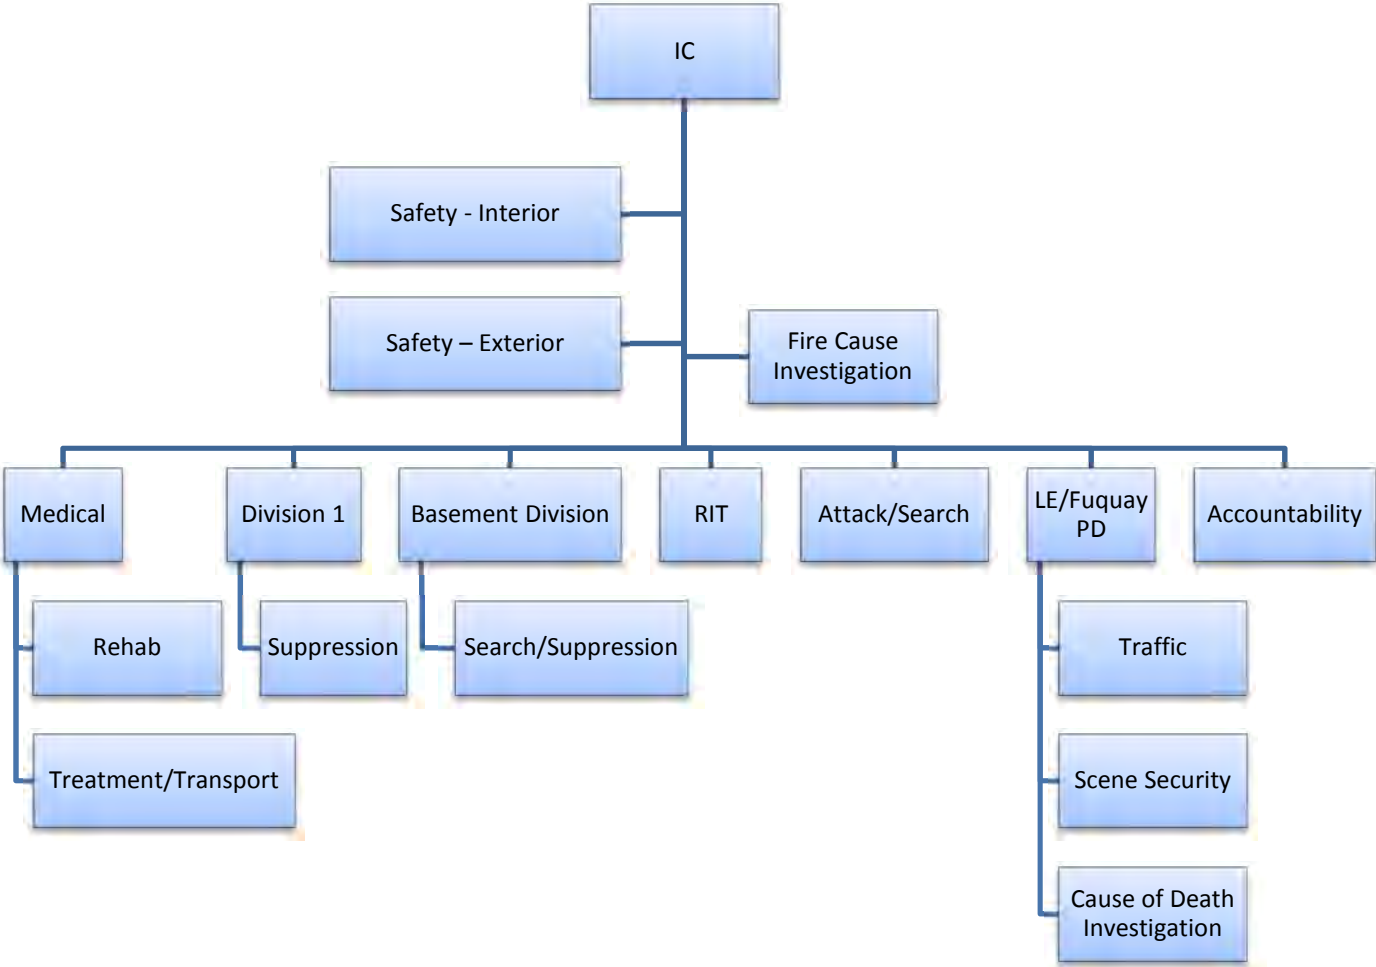 IC
Safety - Interior
Safety – Exterior
Fire Cause
Investigation
Medical
Division 1
Basement Division
RIT
Attack/Search
LE/Fuquay
PD
Accountability
Rehab
Suppression
Search/Suppression
Traffic
Treatment/Transport
Scene Security
Cause of Death
Investigation